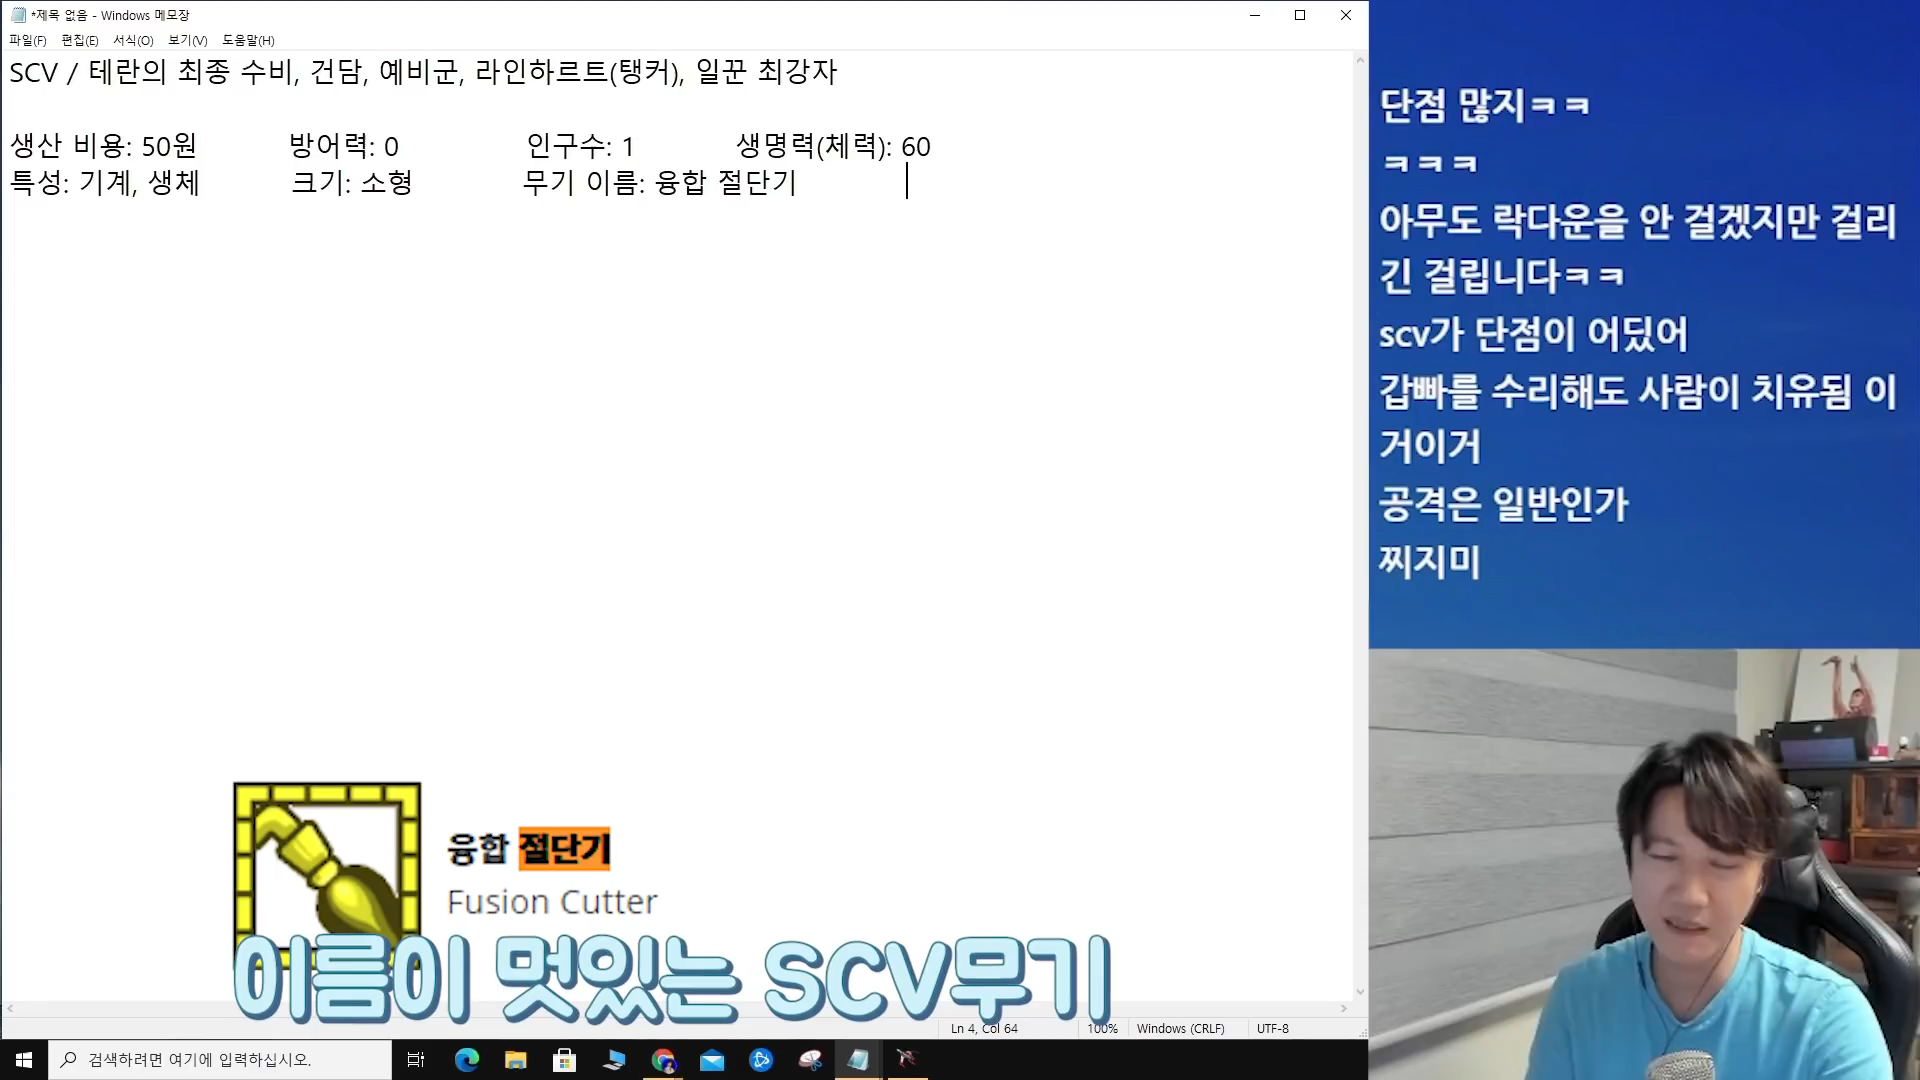 *제목 없음 - Windows 메모장
파일(F) 편집(E) 서식(O) 보기(V) 도움말(H)
SCV / 테란의 최종 수비, 건담, 예비군, 라인하르트(탱커), 일꾼 최강자
생산 비용: 50원 방어력: 0 인구수: 1 생명력(체력): 60
특성: 기계, 생체 크기: 소형 무기 이름: 융합 절단기
융합 절단기
Fusion Cutter
이름이 멋있는 SCV무기
Ln 4, Col 64 100% Windows (CRLF) UTF-8
검색하려면 여기에 입력하십시오.
단점 많지ㅋㅋ
ㅋㅋㅋ
아무도 락다운을 안 걸겠지만 걸리
긴 걸립니다ㅋㅋ
scv가 단점이 어딨어
갑빠를 수리해도 사람이 치유됨 이
거이거
공격은 일반인가
찌지미